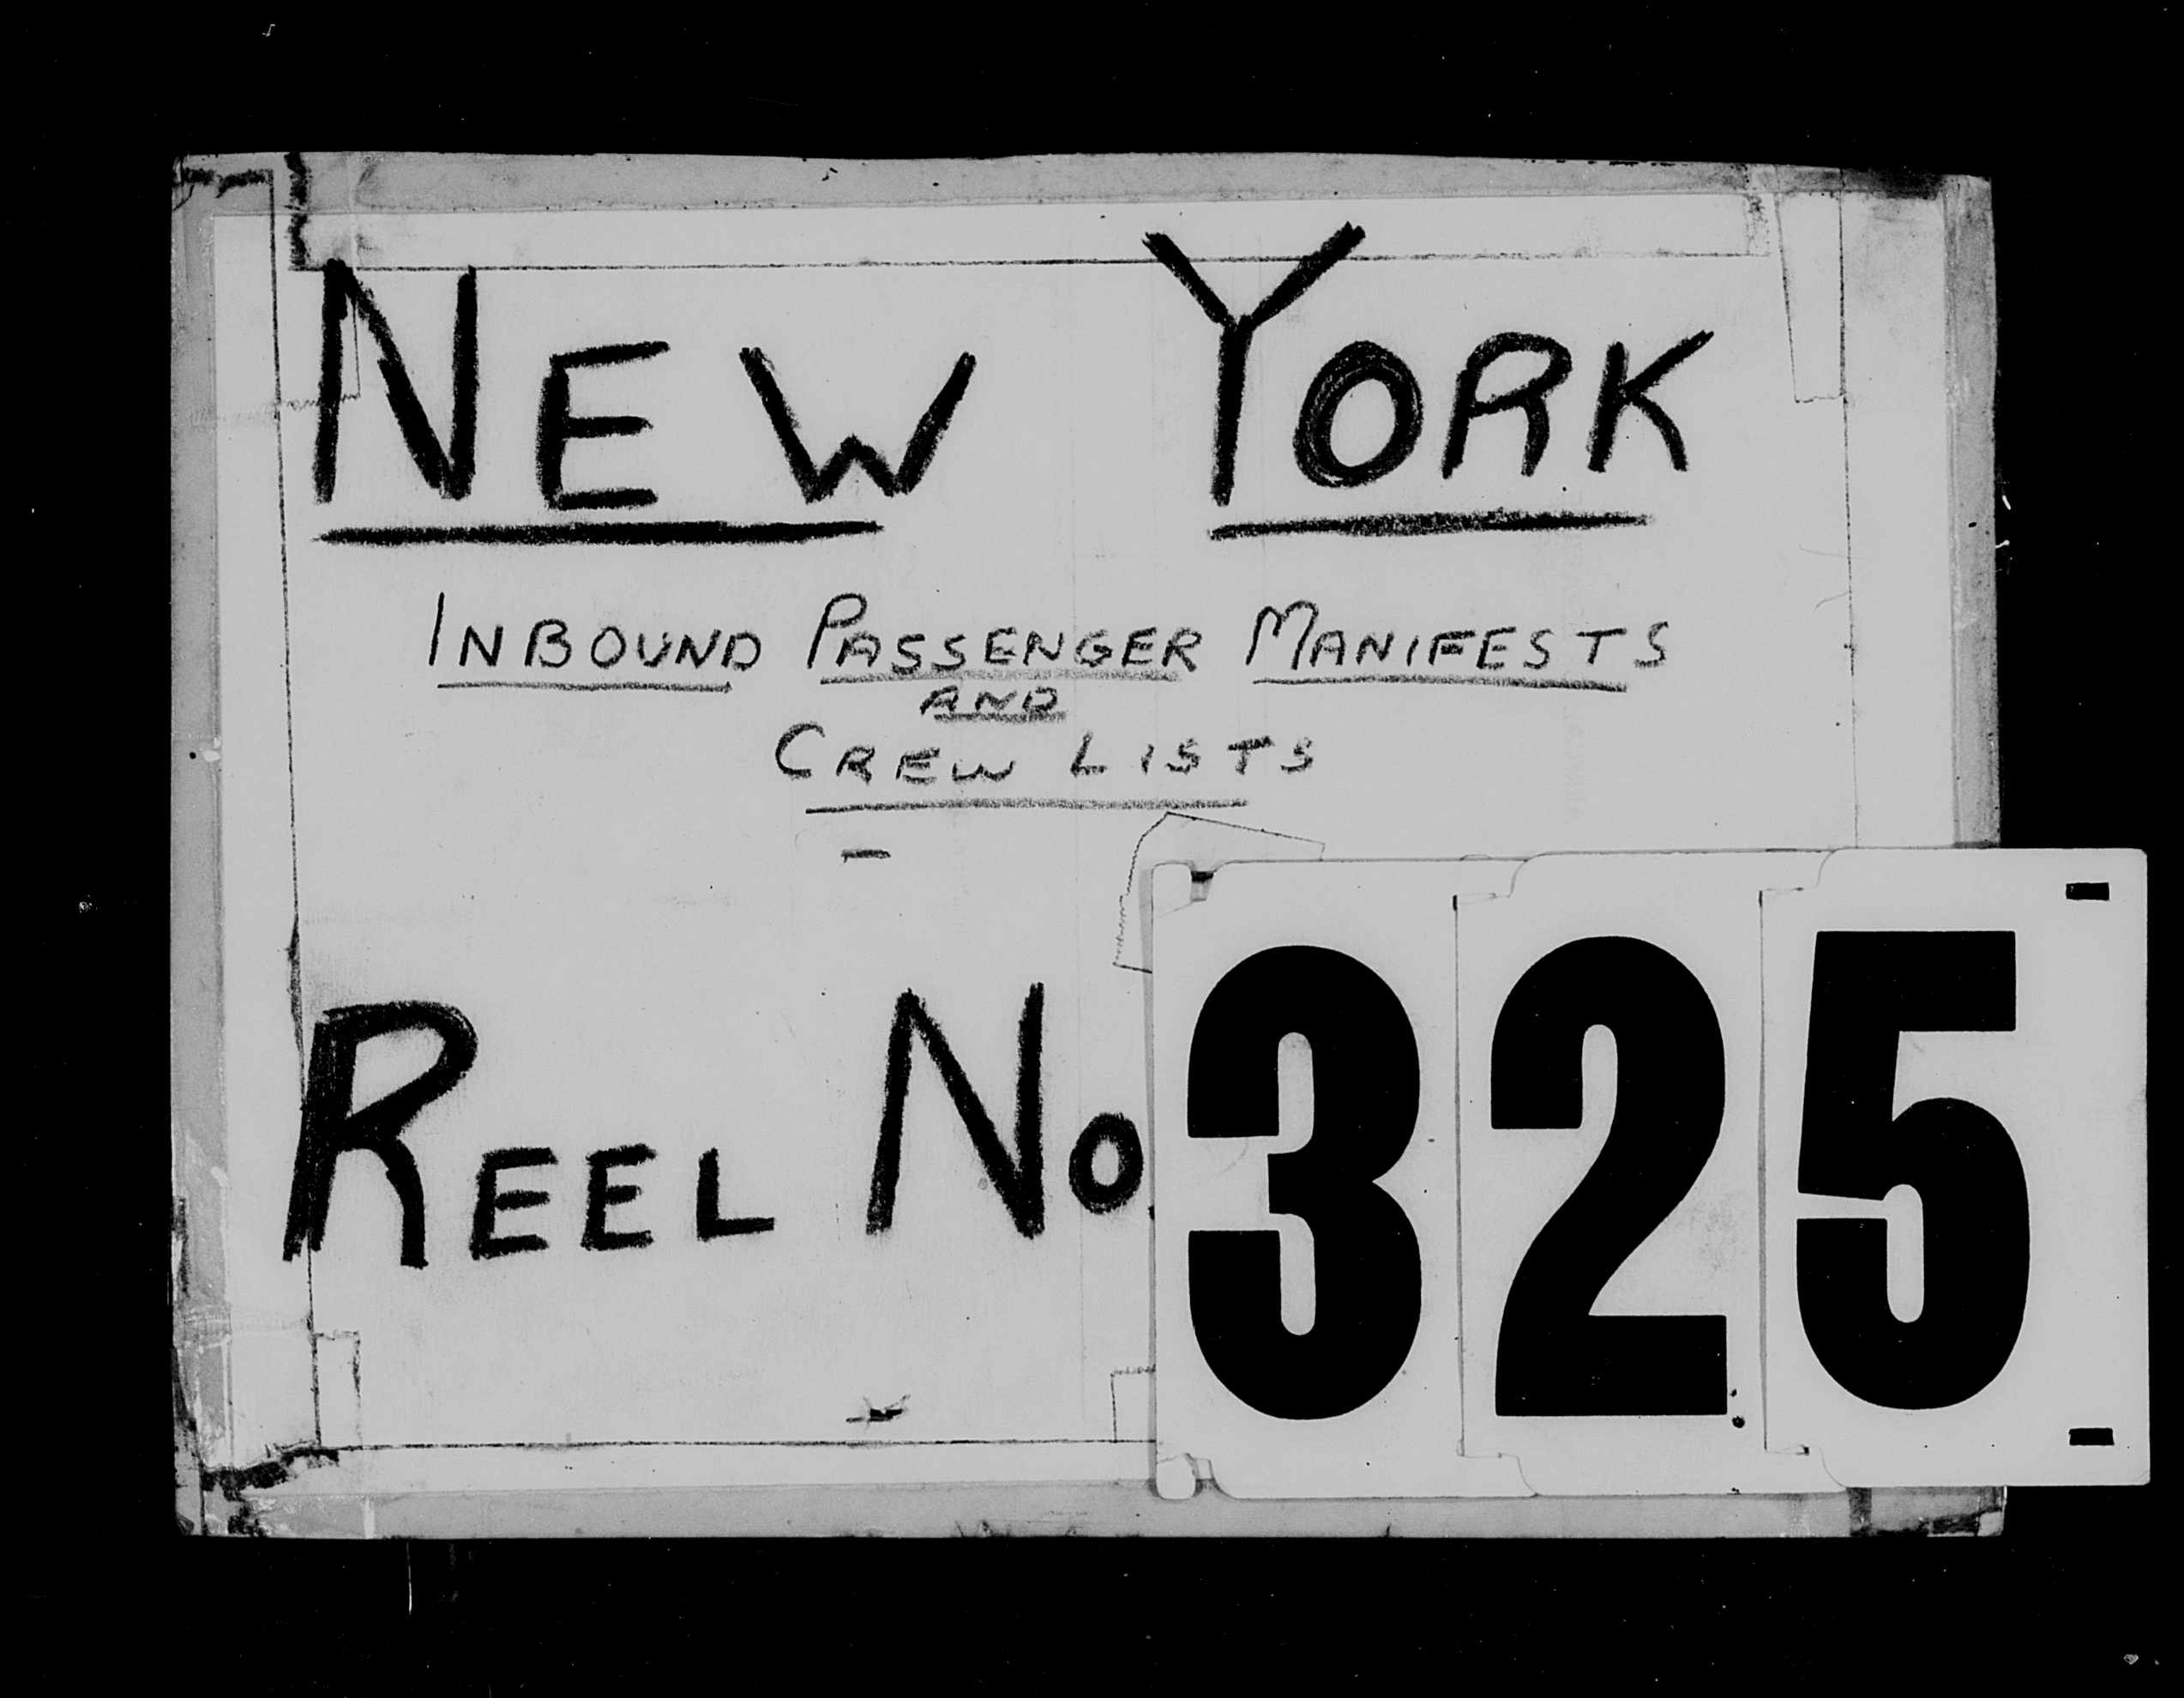 NEW YORK
INBOUND PASSENGER MANIFESTS
AND
CREW LISTS
REEL NO. 325